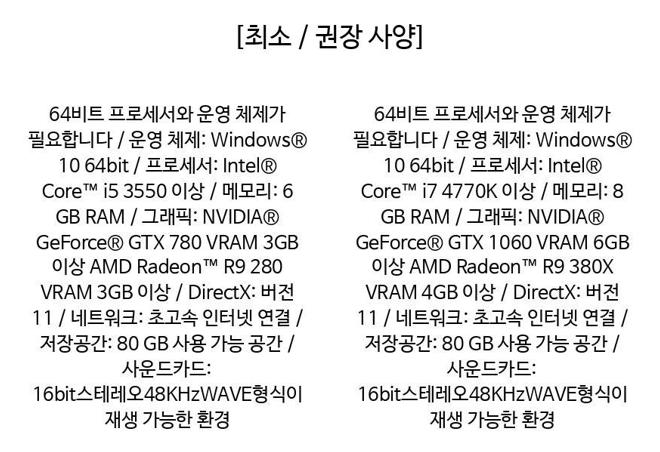 [최소 / 권장 사양]
64비트 프로세서와 운영 체제가
필요합니다 / 운영 체제: Windows®
10 64bit / 프로세서: Intel®
Core™ i5 3550 이상 / 메모리: 6
GB RAM / 그래픽: NVIDIA®
GeForce® GTX 780 VRAM 3GB
이상 AMD Radeon™ R9 280
VRAM 3GB 이상 / DirectX: 버전
11 / 네트워크: 초고속 인터넷 연결 /
저장공간: 80 GB 사용 가능 공간 /
사운드카드:
16bit스테레오48KHzWAVE형식이
재생 가능한 환경
64비트 프로세서와 운영 체제가
필요합니다 / 운영 체제: Windows®
10 64bit / 프로세서: Intel®
Core™ i7 4770K 이상 / 메모리: 8
GB RAM / 그래픽: NVIDIA®
GeForce® GTX 1060 VRAM 6GB
이상 AMD Radeon™ R9 380X
VRAM 4GB 이상 / DirectX: 버전
11 / 네트워크: 초고속 인터넷 연결 /
저장공간: 80 GB 사용 가능 공간 /
사운드카드:
16bit스테레오48KHzWAVE형식이
재생 가능한 환경